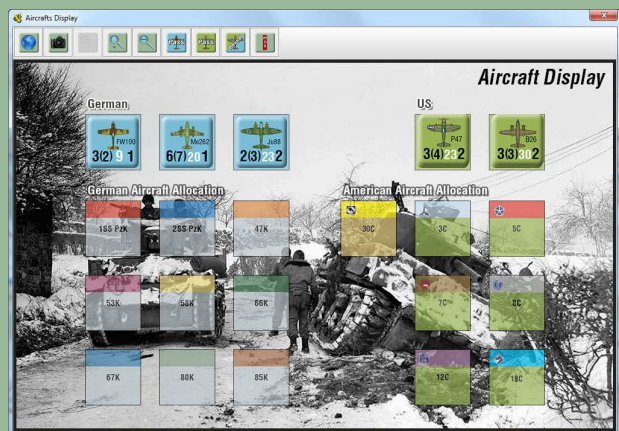 Aircrafts Display
PASS PASS
Aircraft Display
German US
FW190 Me262 Ju88 P47 B26
3(2) 9 1 6(7) 20 1 2(3) 23 2 3(4) 23 2 3(3) 30 2
German Aircraft Allocation American Aircraft Allocation
1SS PzK 2SS PzK 47K 30C 3C 5C
53K 58K 66K 7C 8C
67K 80K 85K 12C 18C